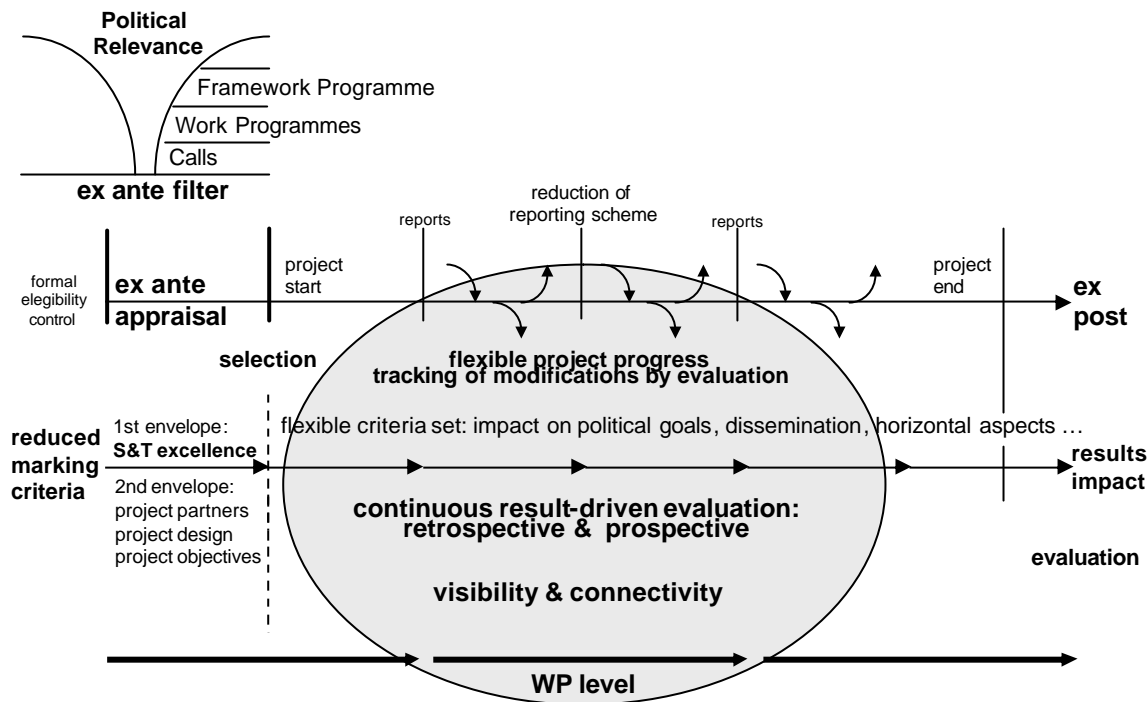 Political
Relevance
Framework Programme
Work Programmes
Calls
ex ante filter
reports
reduction of
reporting scheme
reports
formal
elegibility
control
ex ante
appraisal
project
start
project
end
ex
post
selection
flexible project progress
tracking of modifications by evaluation
reduced
marking
criteria
1st envelope:
S&T excellence
2nd envelope:
project partners
project design
project objectives
flexible criteria set: impact on political goals, dissemination, horizontal aspects …
results
impact
continuous result-driven evaluation:
retrospective & prospective
evaluation
visibility & connectivity
WP level